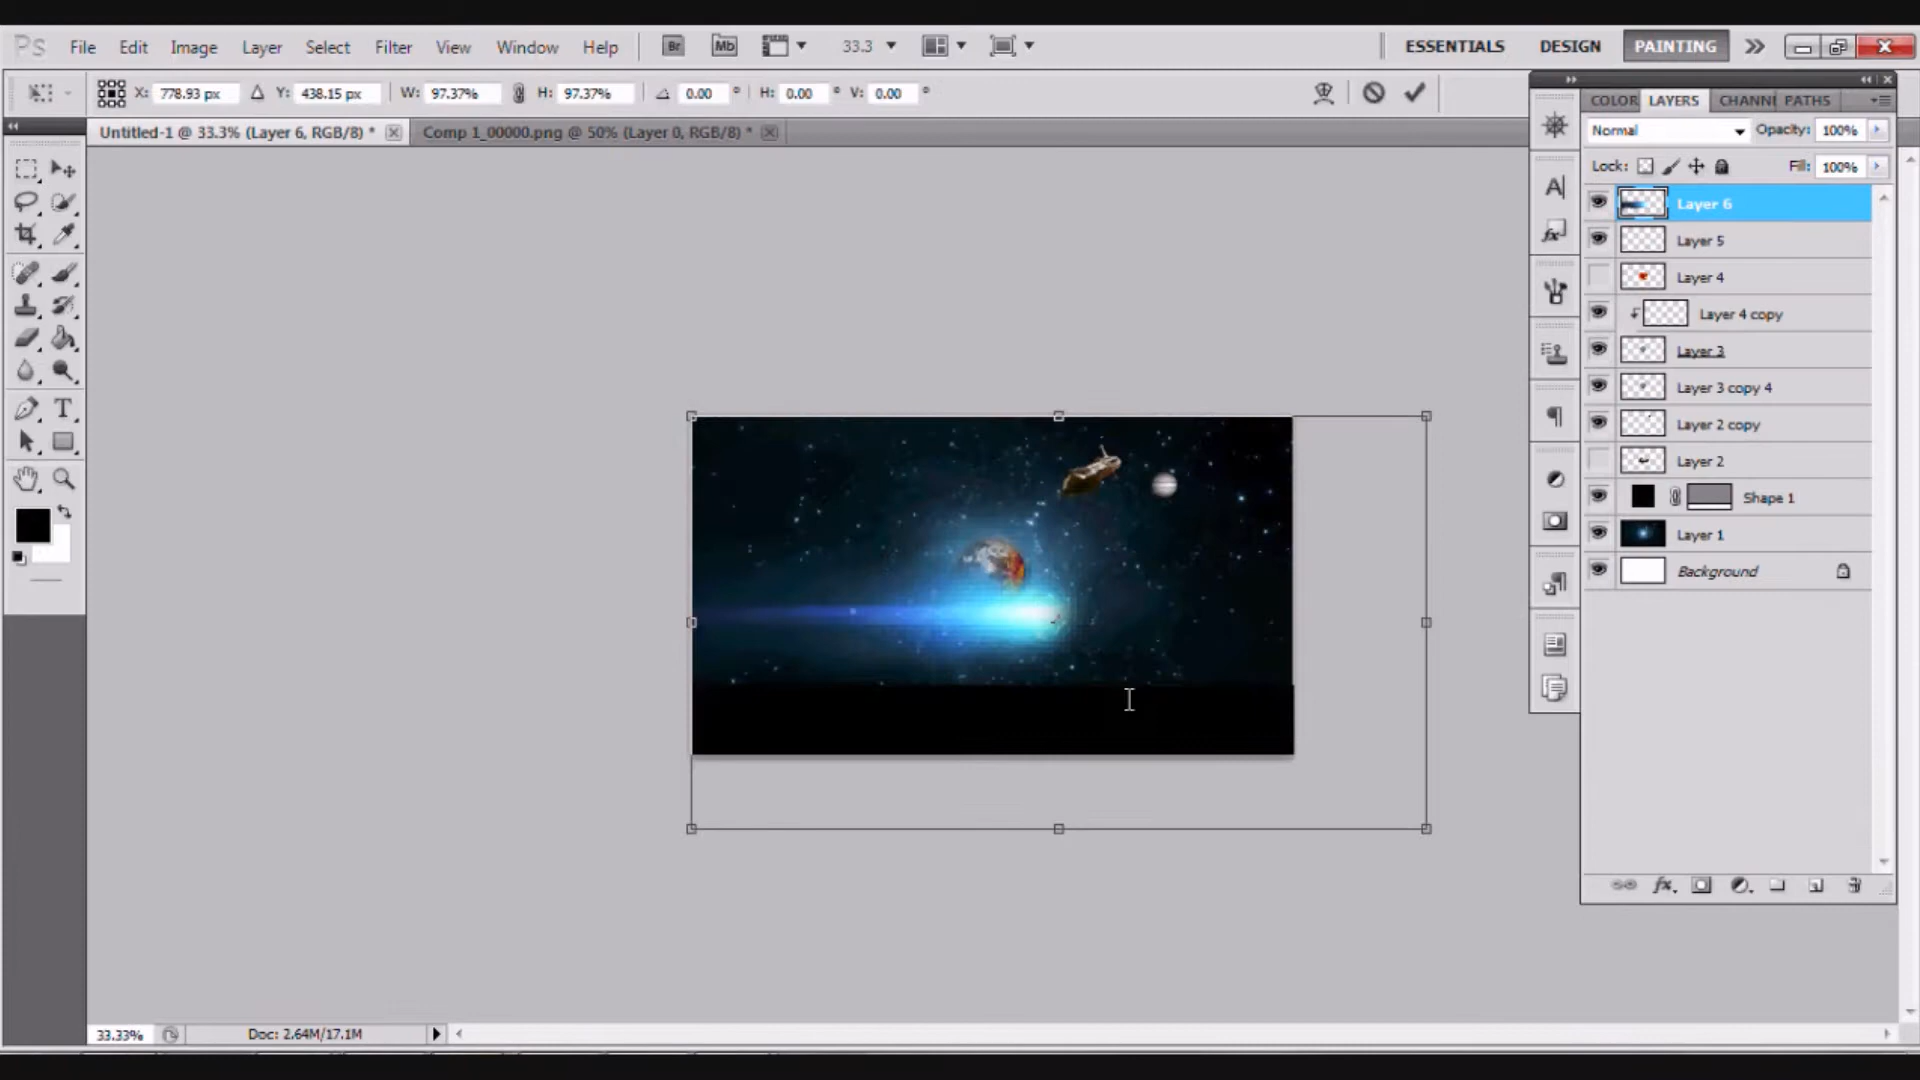 Ps File Edit Image Layer Select Filter View Window Help Br Mb 33.3 ESSENTIALS DESIGN PAINTING
X: 778.93 px Y: 438.15 px W: 97.37% H: 97.37% 0.00 ° H: 0.00 ° V: 0.00 °
COLOR LAYERS CHANNI PATHS
Untitled-1 @ 33.3% (Layer 6, RGB/8) * Comp 1_00000.png @ 50% (Layer 0, RGB/8) *
Normal Opacity: 100%
Lock: Fill: 100%
Layer 6
Layer 5
Layer 4
Layer 4 copy
Layer 3
Layer 3 copy 4
Layer 2 copy
Layer 2
Shape 1
Layer 1
Background
33.33% Doc: 2.64M/17.1M